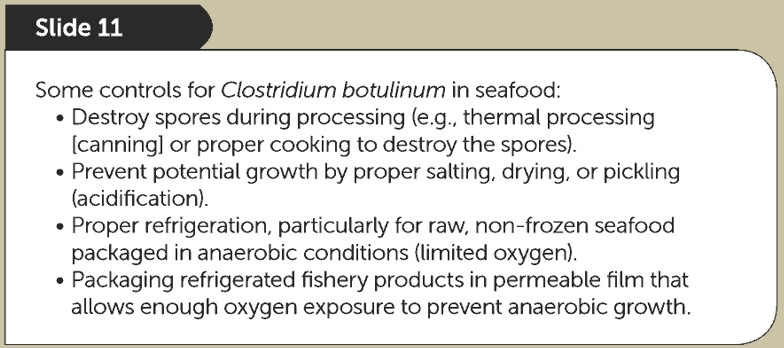 Slide 11
Some controls for Clostridium botulinum in seafood:
• Destroy spores during processing (e.g., thermal processing
[canning] or proper cooking to destroy the spores).
• Prevent potential growth by proper salting, drying, or pickling
(acidification).
• Proper refrigeration, particularly for raw, non-frozen seafood
packaged in anaerobic conditions (limited oxygen).
• Packaging refrigerated fishery products in permeable film that
allows enough oxygen exposure to prevent anaerobic growth.